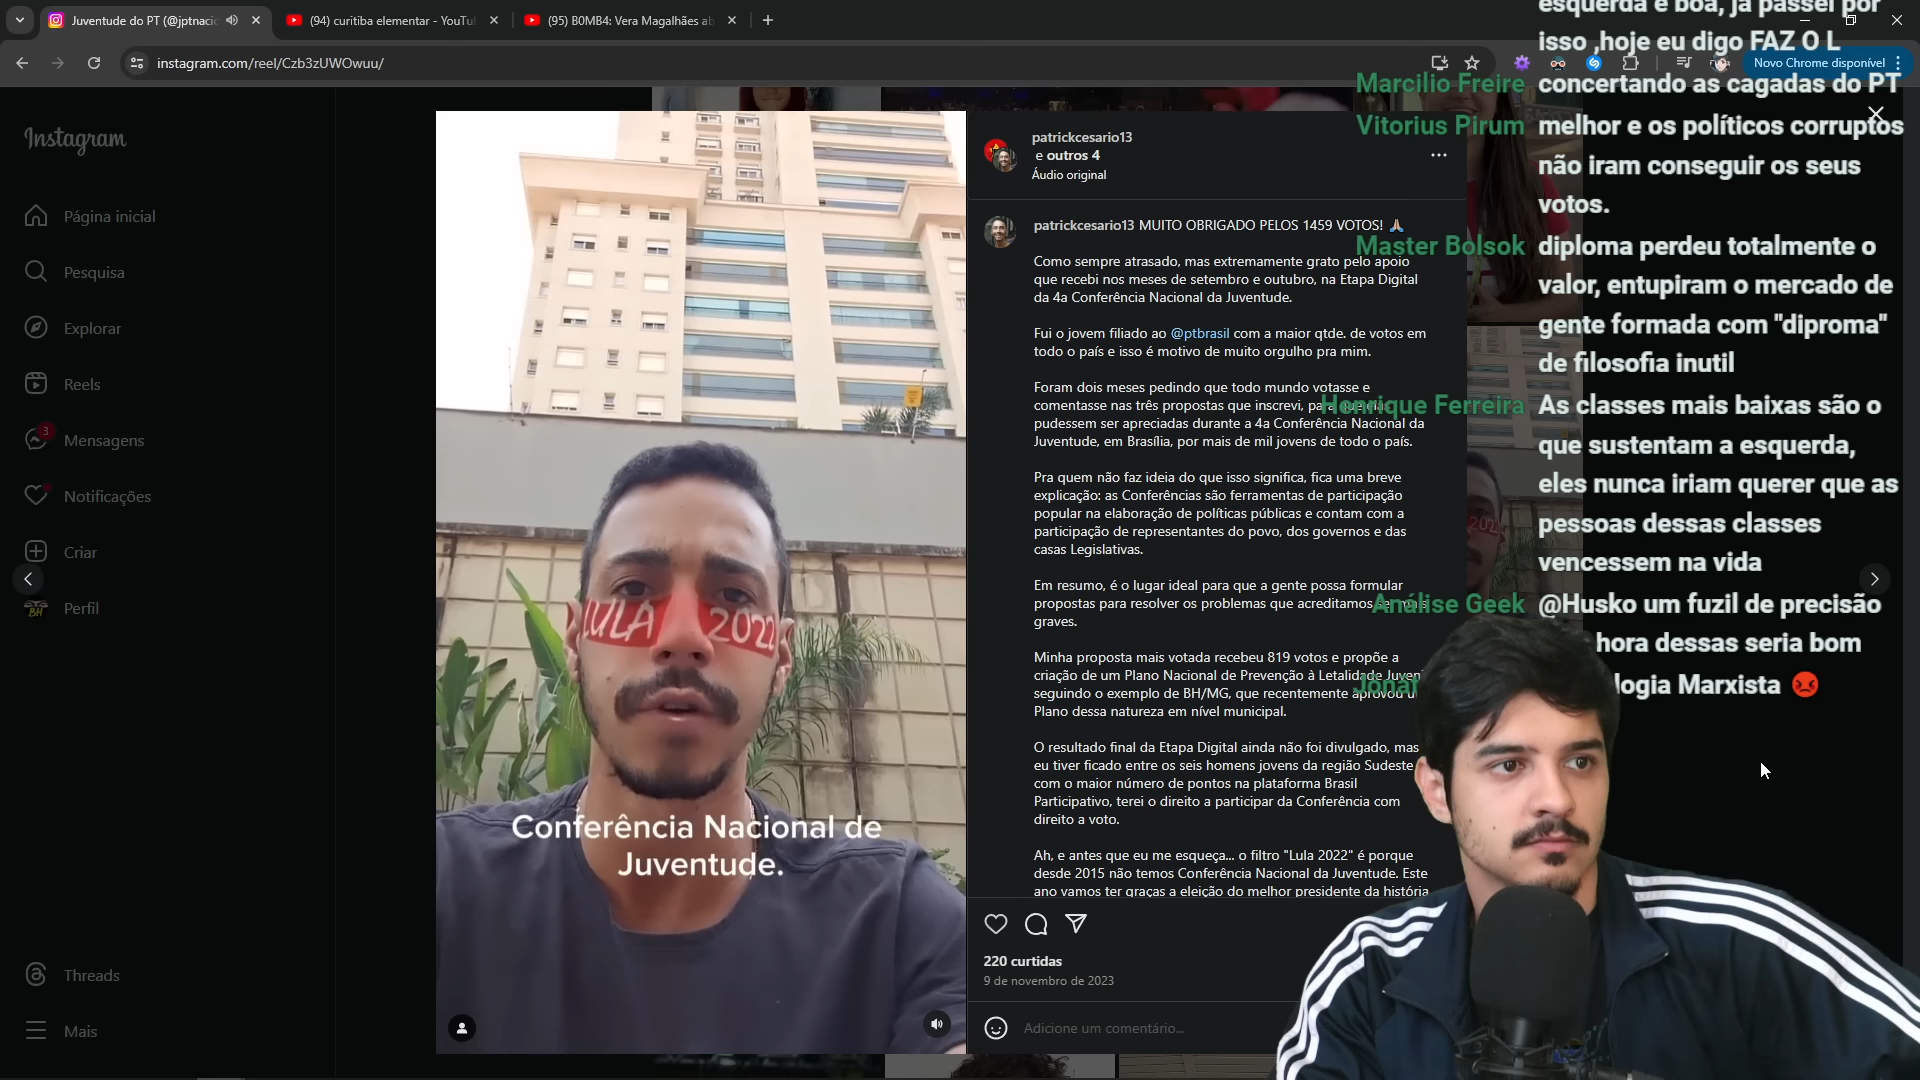 Juventude do PT (@jptnaci
(94) curitiba elementar - YouTu
(95) B0MB4: Vera Magalhães ab
instagram.com/reel/Czb3zUWOwuu/
Novo Chrome disponível
Instagram
Página inicial
Pesquisa
Explorar
Reels
3
Mensagens
Notificações
Criar
Perfil
Threads
Mais
LULA 2022
Conferência Nacional de
Juventude.
patrickcesario13
e outros 4
Áudio original
patrickcesario13 MUITO OBRIGADO PELOS 1459 VOTOS! 🙏🏽
Como sempre atrasado, mas extremamente grato pelo apoio
que recebi nos meses de setembro e outubro, na Etapa Digital
da 4a Conferência Nacional da Juventude.
Fui o jovem filiado ao @ptbrasil com a maior qtde. de votos em
todo o país e isso é motivo de muito orgulho pra mim.
Foram dois meses pedindo que todo mundo votasse e
comentasse nas três propostas que inscrevi, para que
pudessem ser apreciadas durante a 4a Conferência Nacional da
Juventude, em Brasília, por mais de mil jovens de todo o país.
Pra quem não faz ideia do que isso significa, fica uma breve
explicação: as Conferências são ferramentas de participação
popular na elaboração de políticas públicas e contam com a
participação de representantes do povo, dos governos e das
casas Legislativas.
Em resumo, é o lugar ideal para que a gente possa formular
propostas para resolver os problemas que acreditamos
graves.
Minha proposta mais votada recebeu 819 votos e propõe a
criação de um Plano Nacional de Prevenção à Letalidade Juveni
seguindo o exemplo de BH/MG, que recentemente aprovou u
Plano dessa natureza em nível municipal.
O resultado final da Etapa Digital ainda não foi divulgado, mas
eu tiver ficado entre os seis homens jovens da região Sudeste
com o maior número de pontos na plataforma Brasil
Participativo, terei o direito a participar da Conferência com
direito a voto.
Ah, e antes que eu me esqueça... o filtro "Lula 2022" é porque
desde 2015 não temos Conferência Nacional da Juventude. Este
ano vamos ter graças a eleição do melhor presidente da história
220 curtidas
9 de novembro de 2023
Adicione um comentário...
esquerda é boa, já passei por
isso ,hoje eu digo FAZ O L
Marcilio Freire concertando as cagadas do PT
Vitorius Pirum melhor e os políticos corruptos
não iram conseguir os seus
votos.
Master Bolsok diploma perdeu totalmente o
valor, entupiram o mercado de
gente formada com "diproma"
de filosofia inutil
Henrique Ferreira As classes mais baixas são o
que sustentam a esquerda,
eles nunca iriam querer que as
pessoas dessas classes
vencessem na vida
Análise Geek @Husko um fuzil de precisão
hora dessas seria bom
Jonat logia Marxista 😡